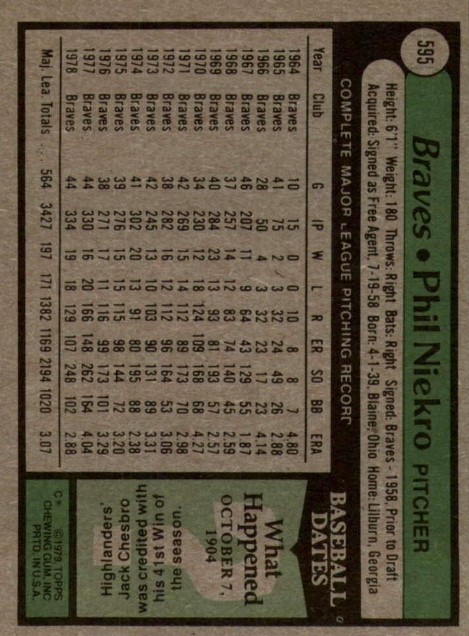 595
Braves • Phil Niekro PITCHER
Height: 6'1" Weight: 180 Throws: Right Bats: Right Signed: Braves - 1958, Prior to Draft
Acquired: Signed as Free Agent, 7-19-58 Born: 4-1-39, Blaine, Ohio Home: Lilburn, Georgia
COMPLETE MAJOR LEAGUE PITCHING RECORD
Year Club G IP W L R ER SO BB ERA
1964 Braves 10 15 0 0 10 8 8 7 4.80
1965 Braves 41 75 2 3 32 24 49 26 2.88
1966 Braves 28 50 4 3 32 23 17 23 4.14
1967 Braves 46 207 11 9 64 43 129 55 1.87
1968 Braves 37 257 14 12 83 74 140 45 2.59
1969 Braves 40 284 23 13 93 81 193 57 2.57
1970 Braves 34 230 12 18 124 109 168 68 4.27
1971 Braves 42 269 15 14 112 89 173 70 2.98
1972 Braves 38 282 16 12 112 96 164 53 3.06
1973 Braves 42 245 13 10 103 90 131 89 3.31
1974 Braves 41 302 20 13 91 80 195 88 2.38
1975 Braves 39 276 15 15 115 98 144 72 3.20
1976 Braves 38 271 17 11 116 99 173 101 3.29
1977 Braves 44 330 16 20 166 148 262 164 4.04
1978 Braves 44 334 19 18 129 107 248 102 2.88
Maj. Lea. Totals ... 564 3427 197 171 1382 1169 2194 1020 3.07
BASEBALL
DATES
What
Happened
OCTOBER 7,
1904
Highlanders'
Jack Chesbro
was credited with
his 41st Win of
the season.
C* © 1979 TOPPS
CHEWING GUM, INC
PRTD. IN U.S.A.